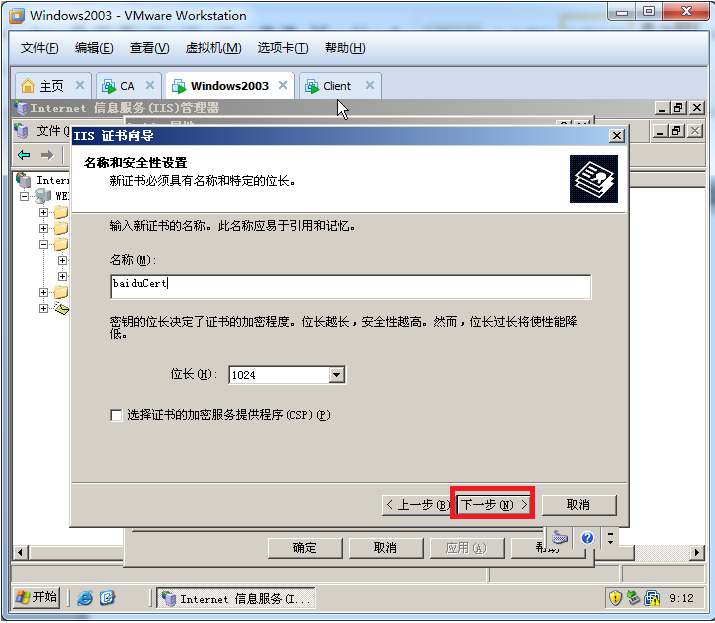 Windows2003 - VMware Workstation
文件(F) 编辑(E) 查看(V) 虚拟机(M) 选项卡(T) 帮助(H)
主页 CA Windows2003 Client
Internet 信息服务(IIS)管理器
文件(
IIS 证书向导
名称和安全性设置
新证书必须具有名称和特定的位长。
Inter
输入新证书的名称。此名称应易于引用和记忆。
名称(M):
baiduCert
密钥的位长决定了证书的加密程度。位长越长，安全性越高。然而，位长过长将使性能降
低。
位长(H): 1024
选择证书的加密服务提供程序(CSP)(P)
< 上一步(B) 下一步(N) > 取消
确定 取消 应用(A) 帮助
开始 Internet 信息服务(I... 9:12